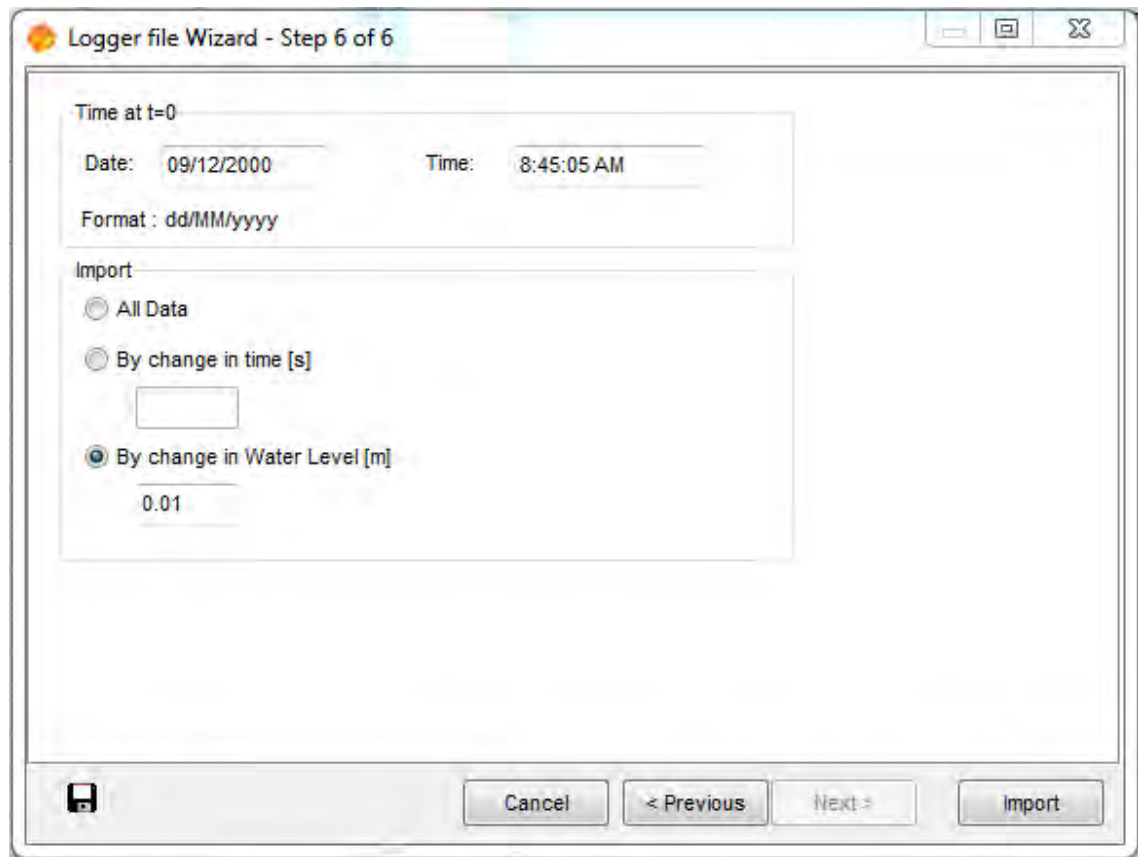 Logger file Wizard - Step 6 of 6
Time at t=0
Date: 09/12/2000 Time: 8:45:05 AM
Format : dd/MM/yyyy
Import
All Data
By change in time [s]
By change in Water Level [m]
0.01
Cancel < Previous Next > Import